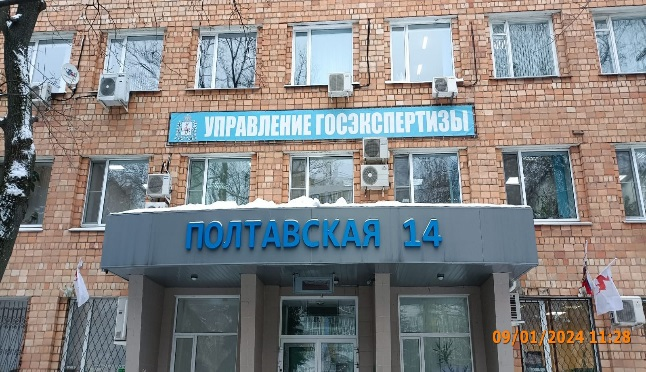 УПРАВЛЕНИЕ ГОСЭКСПЕРТИЗЫ
ПОЛТАВСКАЯ 14
09/01/2024 11:28